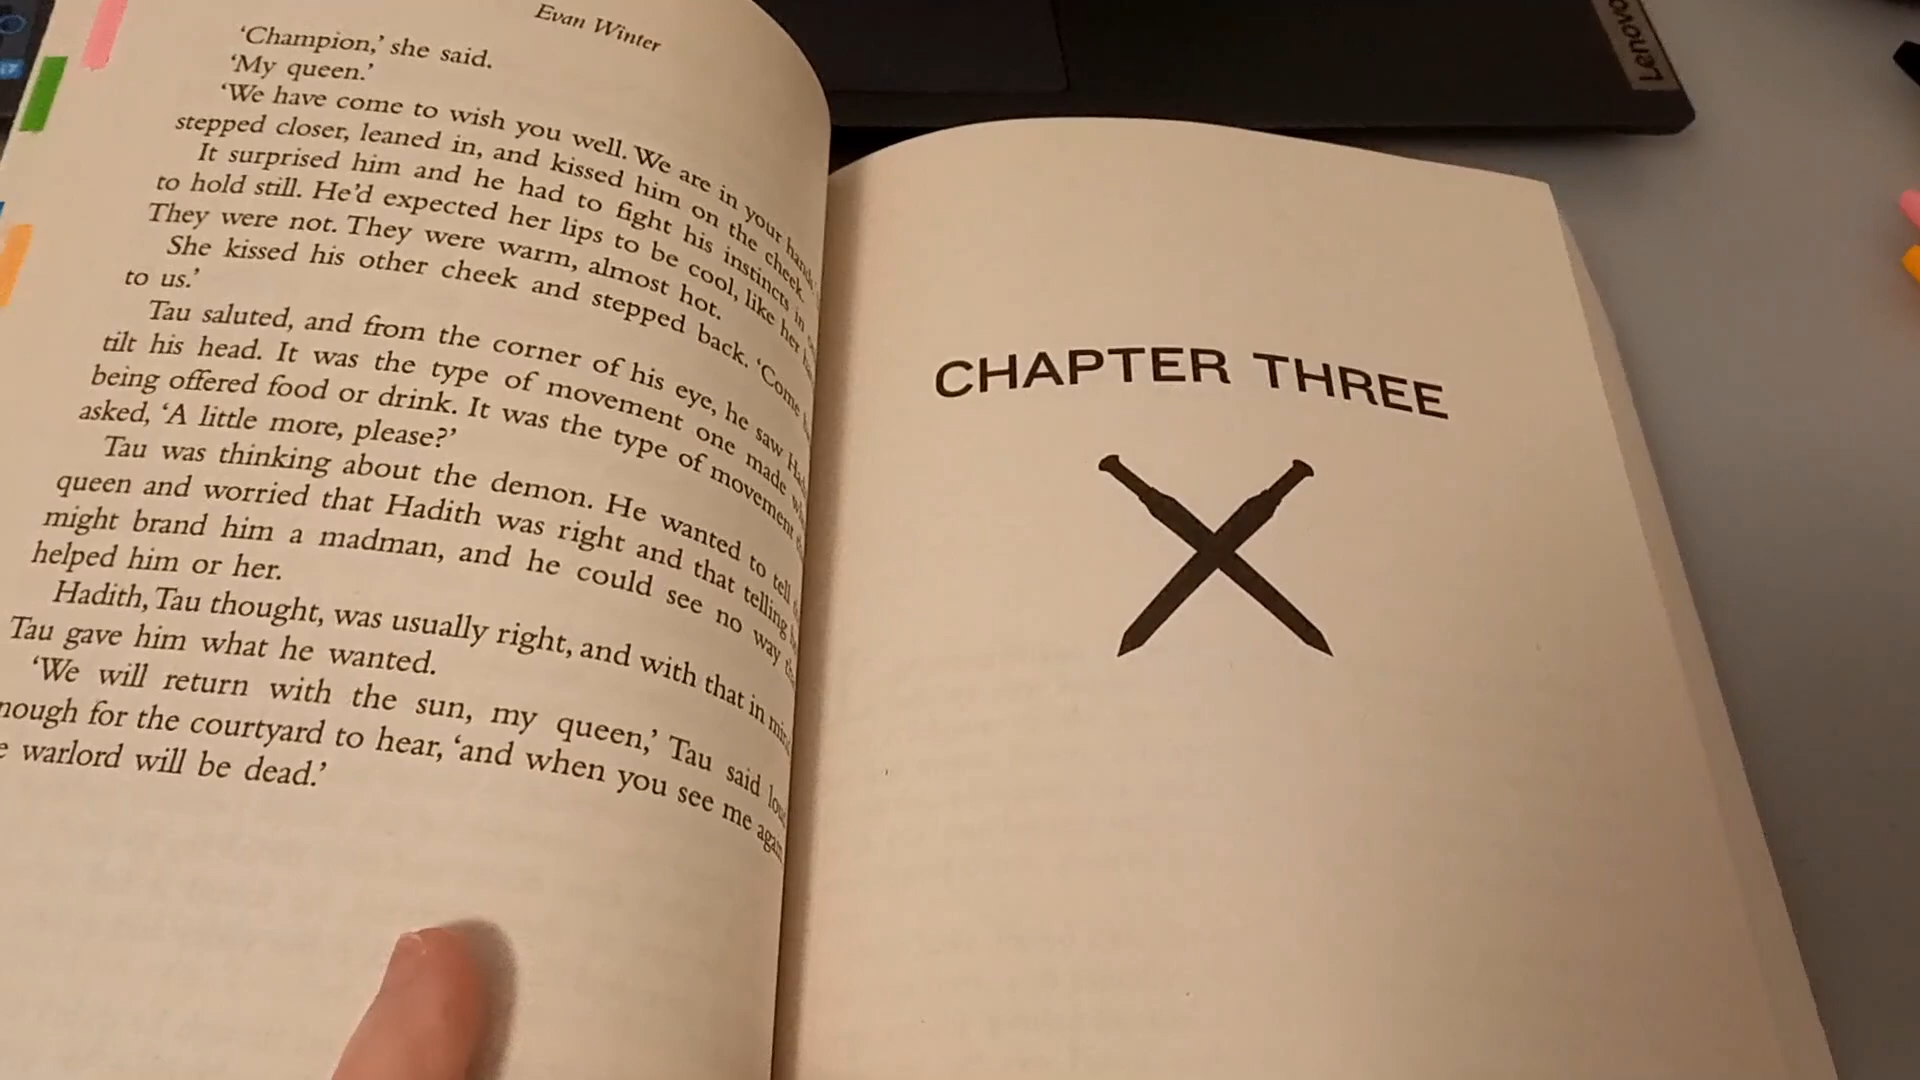 Evan Winter
‘Champion,’ she said.
‘My queen.’
‘We have come to wish you well. We are in your hands
stepped closer, leaned in, and kissed him on the cheek.
It surprised him and he had to fight his instincts in
to hold still. He’d expected her lips to be cool, like her
They were not. They were warm, almost hot.
She kissed his other cheek and stepped back. ‘Come
to us.’
Tau saluted, and from the corner of his eye, he saw
tilt his head. It was the type of movement one made
being offered food or drink. It was the type of movement
asked, ‘A little more, please?’
Tau was thinking about the demon. He wanted to tell
queen and worried that Hadith was right and that telling
might brand him a madman, and he could see no way
helped him or her.
Hadith, Tau thought, was usually right, and with that in
Tau gave him what he wanted.
‘We will return with the sun, my queen,’ Tau said
for the courtyard to hear, ‘and when you see me again
warlord will be dead.’
CHAPTER THREE
Lenovo